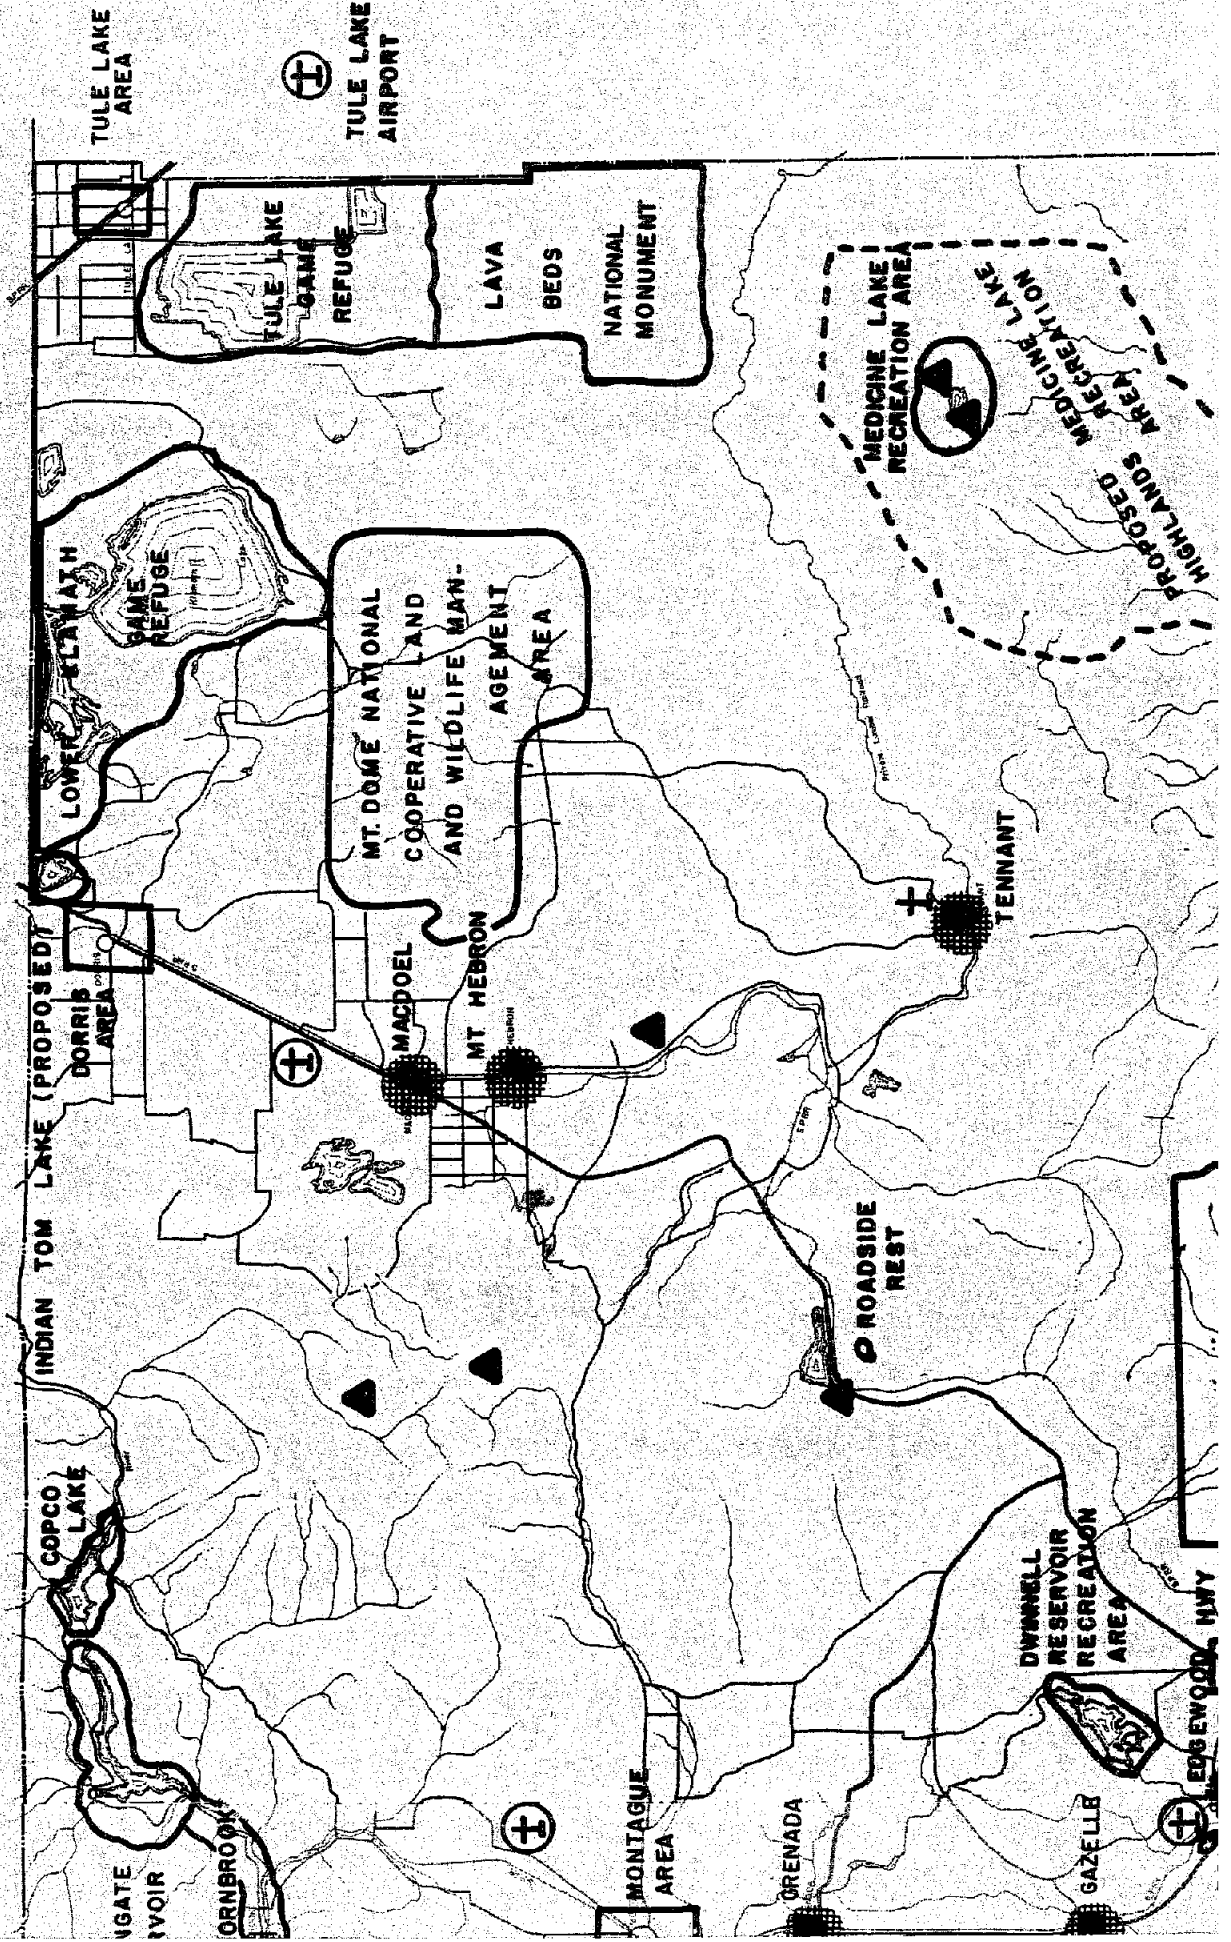 TULE LAKE
AREA
TULE LAKE
AIRPORT
TULE LAKE
GAME
REFUGE
LAVA
BEDS
NATIONAL
MONUMENT
MEDICINE LAKE
RECREATION AREA
PROPOSED MEDICINE LAKE
HIGHLANDS RECREATION
AREA
LOWER KLAMATH
GAME
REFUGE
MT. DOME NATIONAL
COOPERATIVE LAND
AND WILDLIFE MAN-
AGEMENT
AREA
INDIAN TOM LAKE (PROPOSED)
DORRIS
AREA
MACDOEL
MT HEBRON
HEBRON
TENNANT
ROADSIDE
REST
COPCO
LAKE
NGATE
RVOIR
ORNBROOK
MONTAGUE
AREA
GRENADA
GAZELLE
DWINNELL
RESERVOIR
RECREATION
AREA
EDGEWOOD HWY